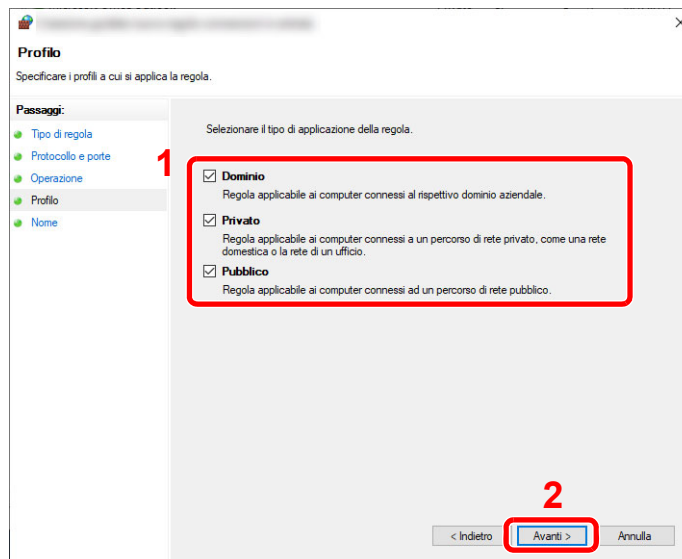 Profilo
Specificare i profili a cui si applica la regola.
Passaggi:
Tipo di regola
Protocollo e porte
Operazione
Profilo
Nome
Selezionare il tipo di applicazione della regola.
1
Dominio
Regola applicabile ai computer connessi al rispettivo dominio aziendale.
Privato
Regola applicabile ai computer connessi a un percorso di rete privato, come una rete
domestica o la rete di un ufficio.
Pubblico
Regola applicabile ai computer connessi ad un percorso di rete pubblico.
2
< Indietro Avanti > Annulla